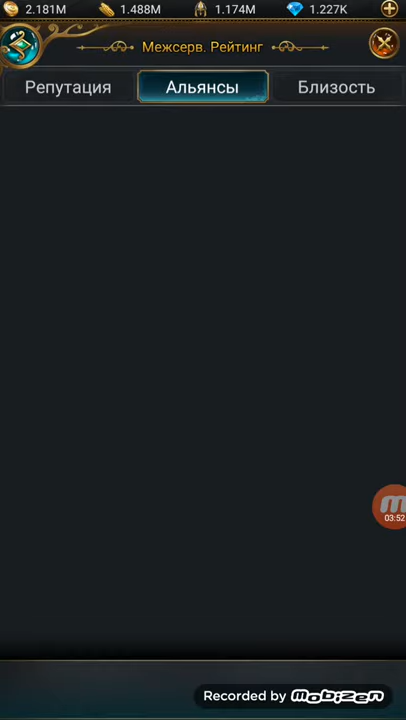 2.181M 1.488M 1.174M 1.227K
Межсерв. Рейтинг
Репутация Альянсы Близость
03:52
Recorded by mobizen